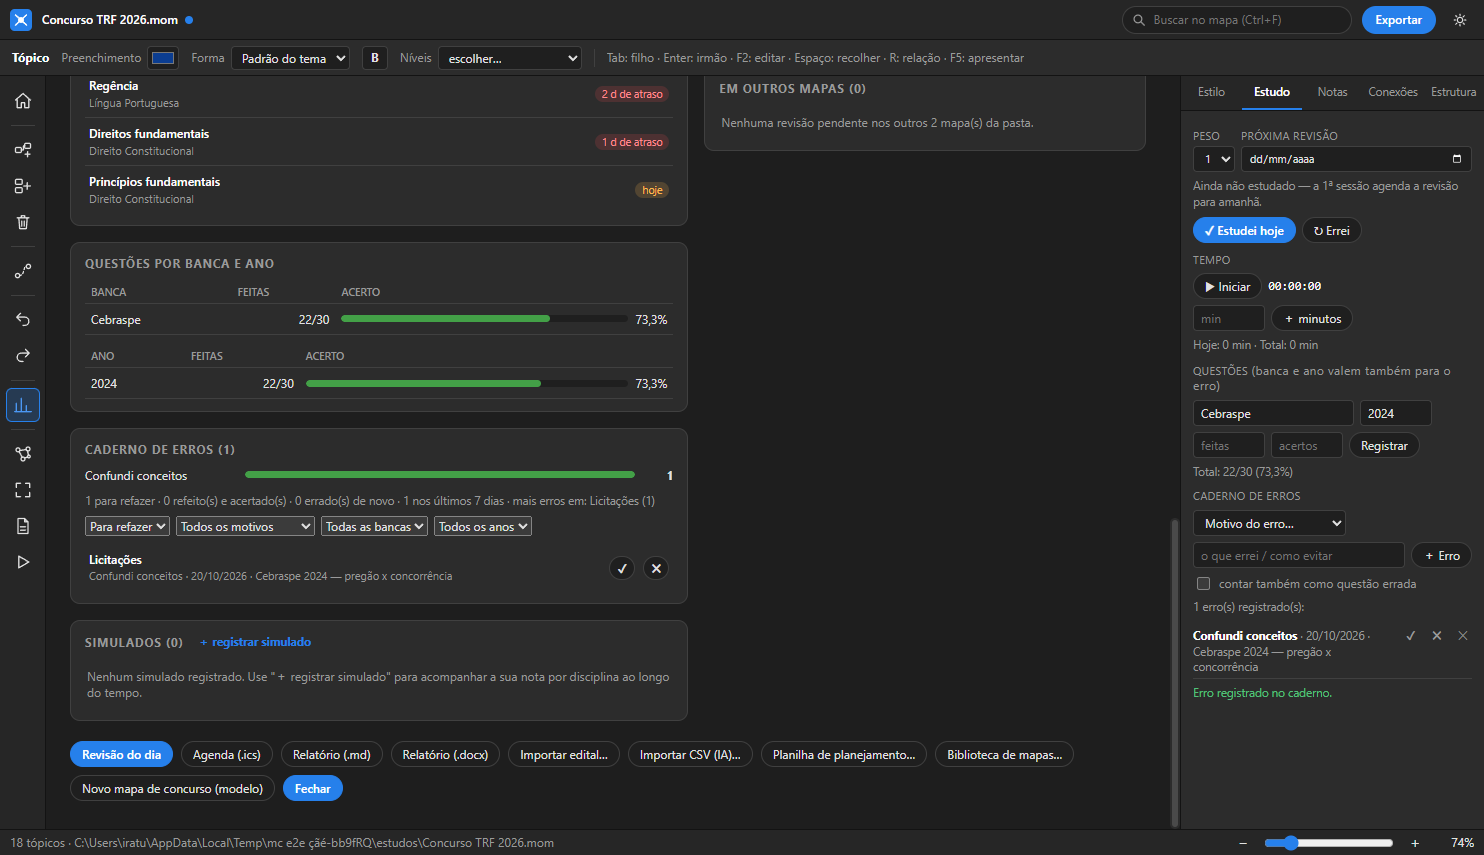 Concurso TRF 2026.mom
Buscar no mapa (Ctrl+F)
Exportar
Tópico
Preenchimento
Forma
Padrão do tema
B
Níveis
escolher...
Tab: filho · Enter: irmão · F2: editar · Espaço: recolher · R: relação · F5: apresentar
Regência
Língua Portuguesa
2 d de atraso
Direitos fundamentais
Direito Constitucional
1 d de atraso
Princípios fundamentais
Direito Constitucional
hoje
EM OUTROS MAPAS (0)
Nenhuma revisão pendente nos outros 2 mapa(s) da pasta.
QUESTÕES POR BANCA E ANO
BANCA FEITAS ACERTO
Cebraspe 22/30 73,3%
ANO FEITAS ACERTO
2024 22/30 73,3%
CADERNO DE ERROS (1)
Confundi conceitos 1
1 para refazer · 0 refeito(s) e acertado(s) · 0 errado(s) de novo · 1 nos últimos 7 dias · mais erros em: Licitações (1)
Para refazer
Todos os motivos
Todas as bancas
Todos os anos
Licitações
Confundi conceitos · 20/10/2026 · Cebraspe 2024 — pregão x concorrência
✓ ✕
SIMULADOS (0) + registrar simulado
Nenhum simulado registrado. Use "+ registrar simulado" para acompanhar a sua nota por disciplina ao longo
do tempo.
Revisão do dia
Agenda (.ics)
Relatório (.md)
Relatório (.docx)
Importar edital...
Importar CSV (IA)...
Planilha de planejamento...
Biblioteca de mapas...
Novo mapa de concurso (modelo)
Fechar
Estilo
Estudo
Notas
Conexões
Estrutura
PESO PRÓXIMA REVISÃO
1 dd/mm/aaaa
Ainda não estudado — a 1ª sessão agenda a revisão
para amanhã.
✓ Estudei hoje
↻ Errei
TEMPO
▶ Iniciar 00:00:00
min + minutos
Hoje: 0 min · Total: 0 min
QUESTÕES (banca e ano valem também para o
erro)
Cebraspe 2024
feitas acertos Registrar
Total: 22/30 (73,3%)
CADERNO DE ERROS
Motivo do erro...
o que errei / como evitar + Erro
contar também como questão errada
1 erro(s) registrado(s):
Confundi conceitos · 20/10/2026 · ✓ ✕ ✕
Cebraspe 2024 — pregão x
concorrência
Erro registrado no caderno.
18 tópicos · C:\Users\iratu\AppData\Local\Temp\mc e2e çãé-bb9fRQ\estudos\Concurso TRF 2026.mom
− + 74%